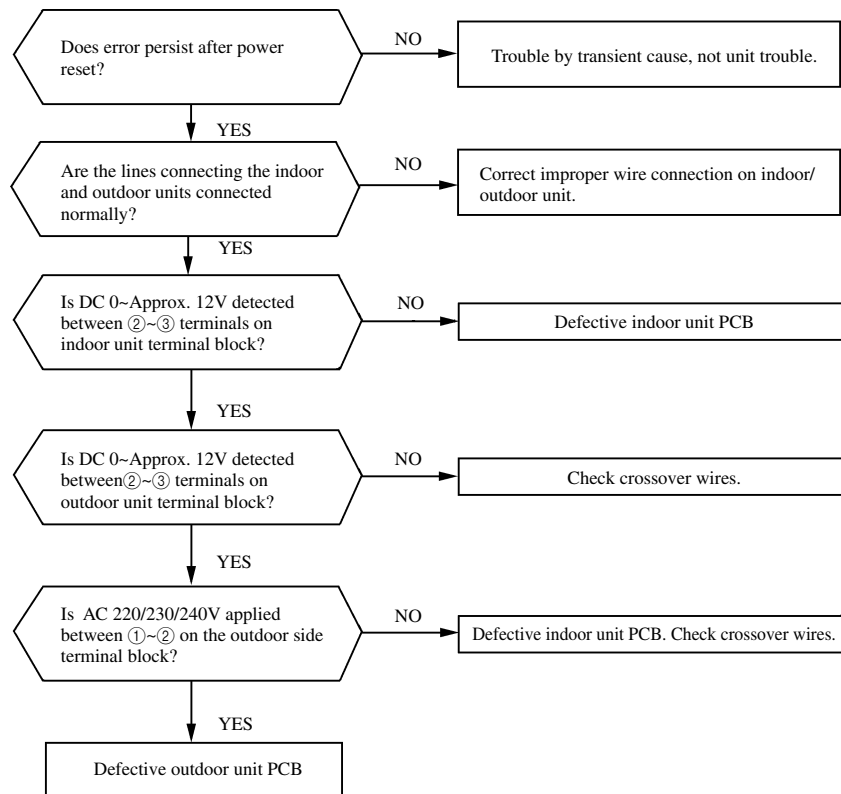 Does error persist after power
reset?
NO
Trouble by transient cause, not unit trouble.
YES
Are the lines connecting the indoor
and outdoor units connected
normally?
NO
Correct improper wire connection on indoor/
outdoor unit.
YES
Is DC 0~Approx. 12V detected
between ②~③ terminals on
indoor unit terminal block?
NO
Defective indoor unit PCB
YES
Is DC 0~Approx. 12V detected
between②~③ terminals on
outdoor unit terminal block?
NO
Check crossover wires.
YES
Is AC 220/230/240V applied
between ①~② on the outdoor side
terminal block?
NO
Defective indoor unit PCB. Check crossover wires.
YES
Defective outdoor unit PCB